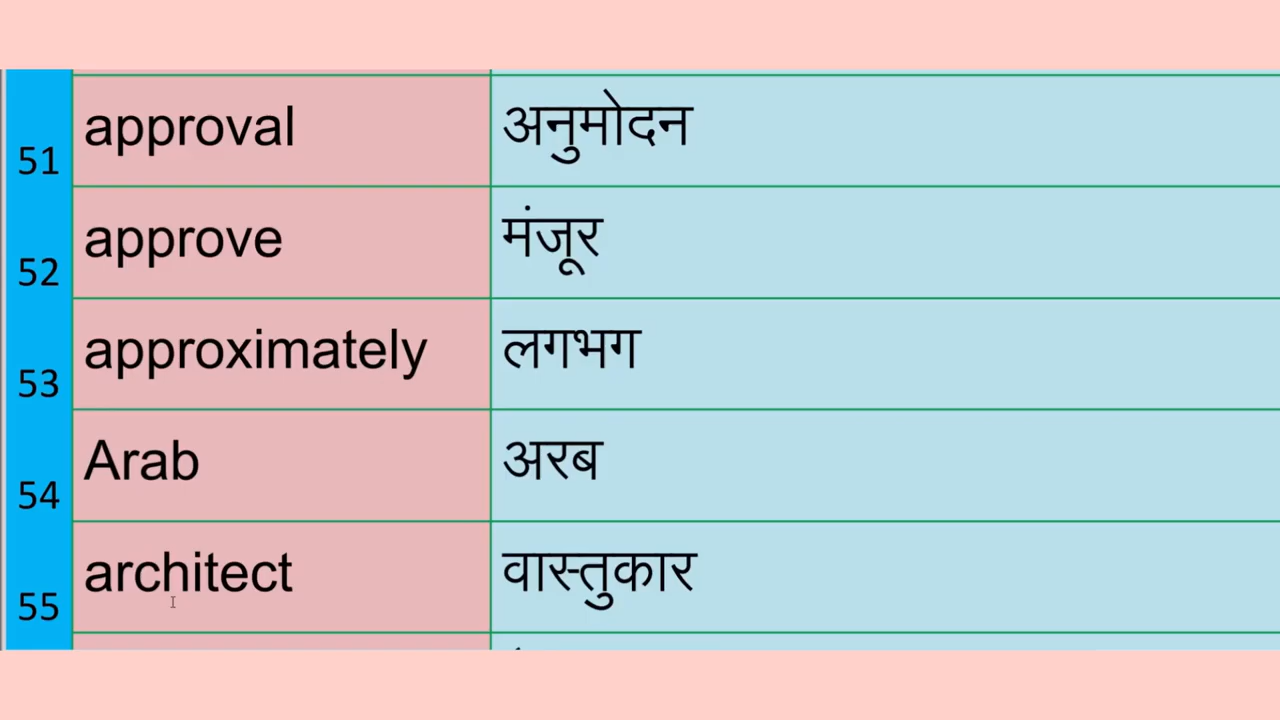 51 approval अनुमोदन
52 approve मंजूर
53 approximately लगभग
54 Arab अरब
55 architect वास्तुकार